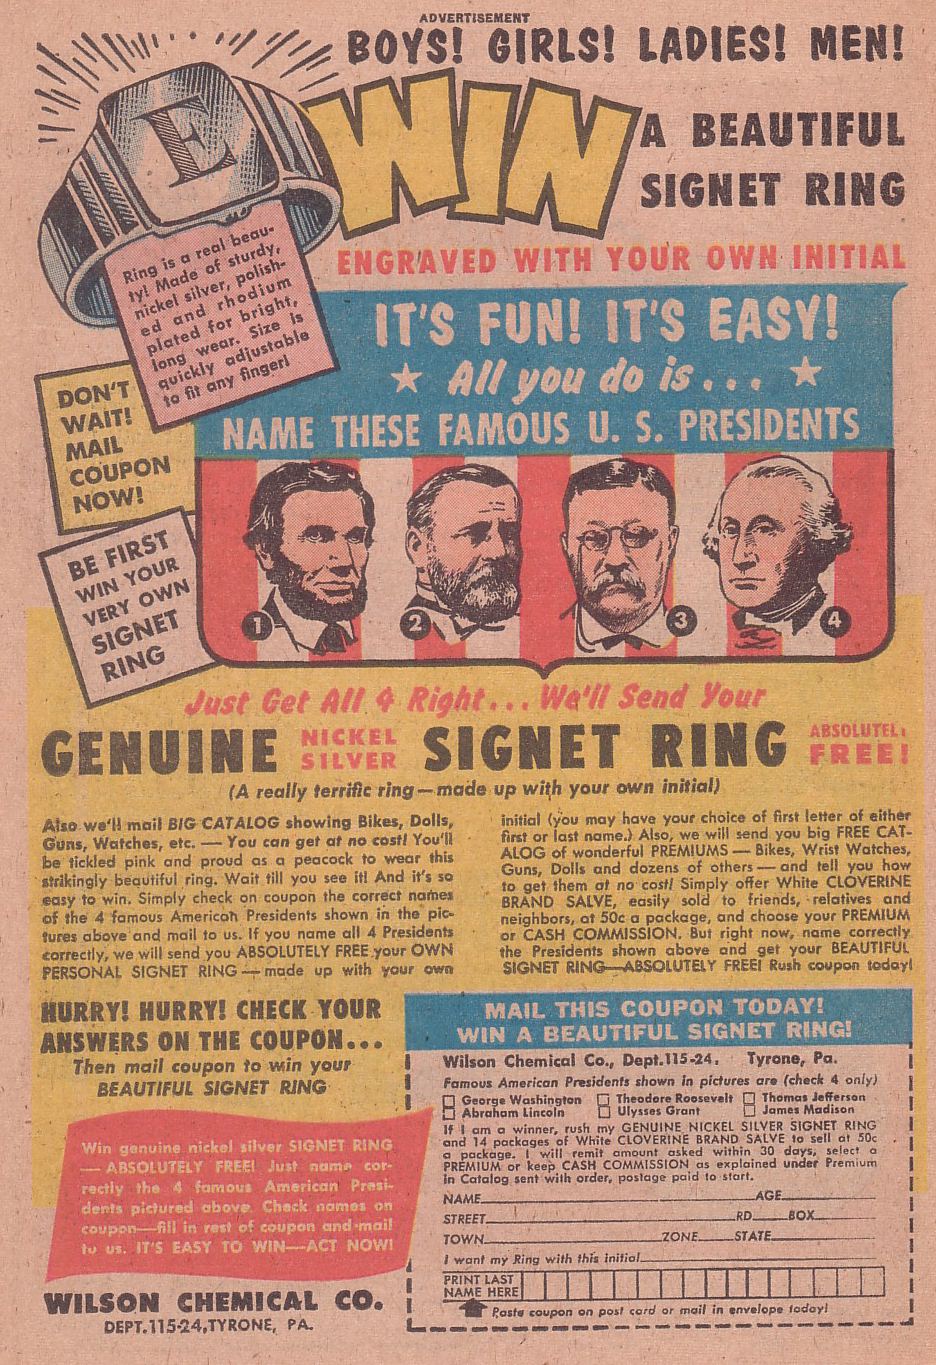 ADVERTISEMENT
BOYS! GIRLS! LADIES! MEN!
WIN
A BEAUTIFUL
SIGNET RING
ENGRAVED WITH YOUR OWN INITIAL
E
Ring is a real beau-
ty! Made of sturdy,
nickel silver, polish-
ed and rhodium
plated for bright,
long wear. Size is
quickly adjustable
to fit any finger!
IT'S FUN! IT'S EASY!
All you do is...
NAME THESE FAMOUS U. S. PRESIDENTS
DON'T
WAIT!
MAIL
COUPON
NOW!
BE FIRST
WIN YOUR
VERY OWN
SIGNET
RING
1
2
3
4
Just Get All 4 Right... We'll Send Your
GENUINE NICKEL SILVER SIGNET RING ABSOLUTELY FREE!
(A really terrific ring—made up with your own initial)
Also we'll mail BIG CATALOG showing Bikes, Dolls,
Guns, Watches, etc. — You can get at no cost! You'll
be tickled pink and proud as a peacock to wear this
strikingly beautiful ring. Wait till you see it! And it's so
easy to win. Simply check on coupon the correct names
of the 4 famous American Presidents shown in the pic-
tures above and mail to us. If you name all 4 Presidents
correctly, we will send you ABSOLUTELY FREE your OWN
PERSONAL SIGNET RING — made up with your own
initial (you may have your choice of first letter of either
first or last name.) Also, we will send you big FREE CAT-
ALOG of wonderful PREMIUMS — Bikes, Wrist Watches,
Guns, Dolls and dozens of others — and tell you how
to get them at no cost! Simply offer White CLOVERINE
BRAND SALVE, easily sold to friends, relatives and
neighbors, at 50c a package, and choose your PREMIUM
or CASH COMMISSION. But right now, name correctly
the Presidents shown above and get your BEAUTIFUL
SIGNET RING—ABSOLUTELY FREE! Rush coupon today!
HURRY! HURRY! CHECK YOUR
ANSWERS ON THE COUPON...
Then mail coupon to win your
BEAUTIFUL SIGNET RING
Win genuine nickel silver SIGNET RING
— ABSOLUTELY FREE! Just name cor-
rectly the 4 famous American Presi-
dents pictured above. Check names on
coupon—fill in rest of coupon and mail
to us. IT'S EASY TO WIN—ACT NOW!
WILSON CHEMICAL CO.
DEPT.115-24, TYRONE, PA.
MAIL THIS COUPON TODAY!
WIN A BEAUTIFUL SIGNET RING!
Wilson Chemical Co., Dept.115-24. Tyrone, Pa.
Famous American Presidents shown in pictures are (check 4 only)
George Washington Theodore Roosevelt Thomas Jefferson
Abraham Lincoln Ulysses Grant James Madison
If I am a winner, rush my GENUINE NICKEL SILVER SIGNET RING
and 14 packages of White CLOVERINE BRAND SALVE to sell at 50c
a package. I will remit amount asked within 30 days, select a
PREMIUM or keep CASH COMMISSION as explained under Premium
in Catalog sent with order, postage paid to start.
NAME AGE
STREET RD BOX
TOWN ZONE STATE
I want my Ring with this initial
PRINT LAST
NAME HERE
Paste coupon on post card or mail in envelope today!